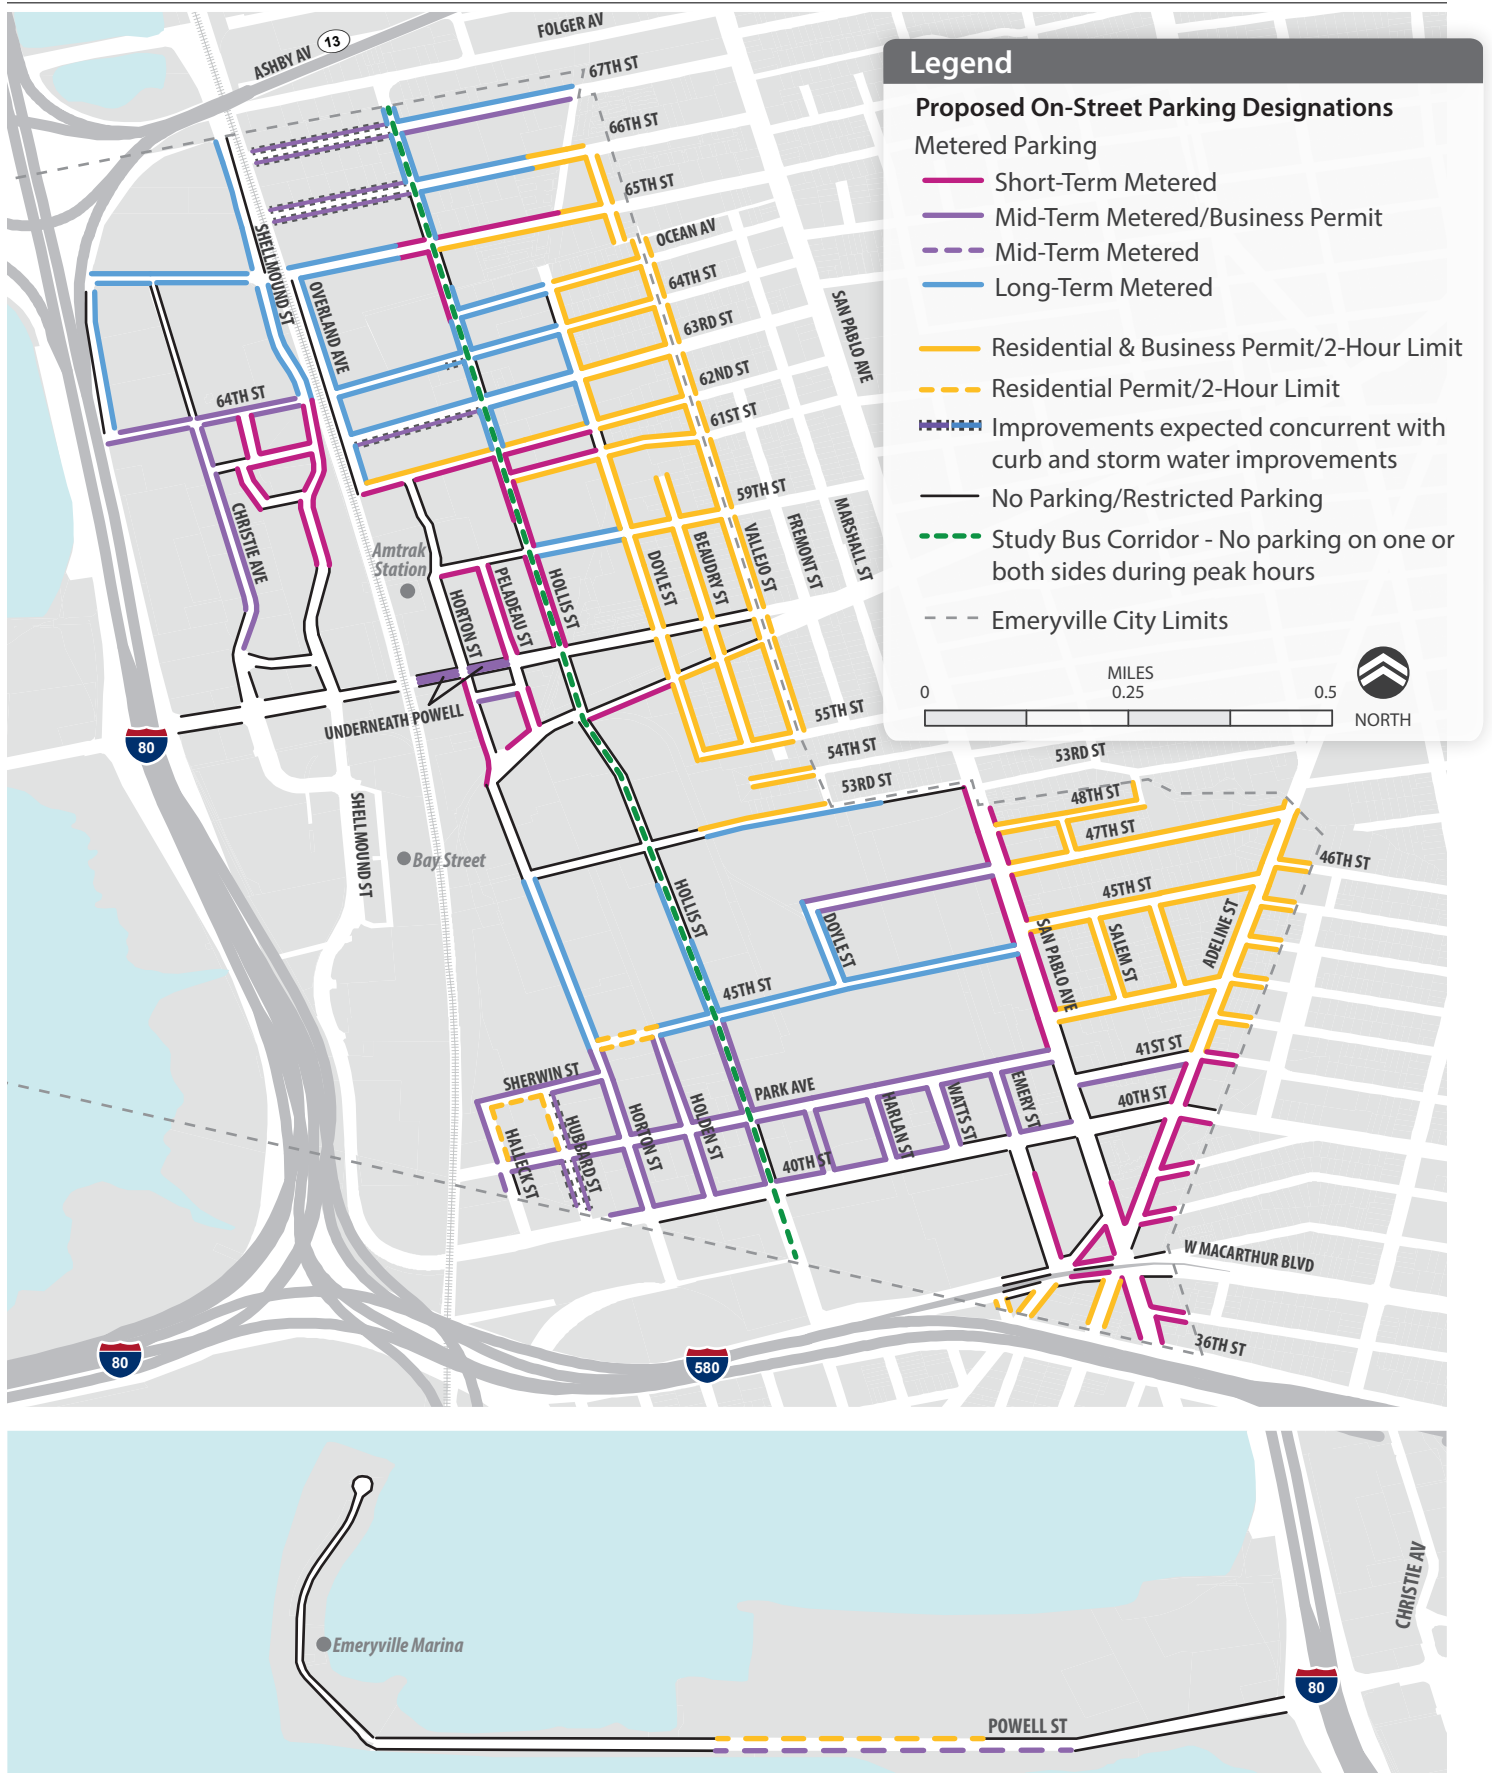 FOLGER AV
13
ASHBY AV
67TH ST
66TH ST
65TH ST
OCEAN AV
64TH ST
63RD ST
62ND ST
61ST ST
59TH ST
SAN PABLO AVE
SHELLMOUND ST
OVERLAND AVE
64TH ST
CHRISTIE AVE
Amtrak
Station
HORTON ST
PELADEAU ST
HOLLIS ST
DOYLE ST
BEAUDRY ST
VALLEJO ST
FREMONT ST
MARSHALL ST
UNDERNEATH POWELL
80
55TH ST
54TH ST
53RD ST
53RD ST
48TH ST
47TH ST
46TH ST
45TH ST
SHELLMOUND ST
Bay Street
HOLLIS ST
DOYLE ST
SAN PABLO AVE
SALEM ST
ADELINE ST
45TH ST
41ST ST
40TH ST
SHERWIN ST
PARK AVE
HALLECK ST
HUBBARD ST
HORTON ST
HOLDEN ST
HARLAN ST
WATTS ST
EMERY ST
40TH ST
W MACARTHUR BLVD
36TH ST
80
580
Legend
Proposed On-Street Parking Designations
Metered Parking
Short-Term Metered
Mid-Term Metered/Business Permit
Mid-Term Metered
Long-Term Metered
Residential & Business Permit/2-Hour Limit
Residential Permit/2-Hour Limit
Improvements expected concurrent with
curb and storm water improvements
No Parking/Restricted Parking
Study Bus Corridor - No parking on one or
both sides during peak hours
Emeryville City Limits
MILES
0 0.25 0.5
NORTH
Emeryville Marina
POWELL ST
CHRISTIE AV
80